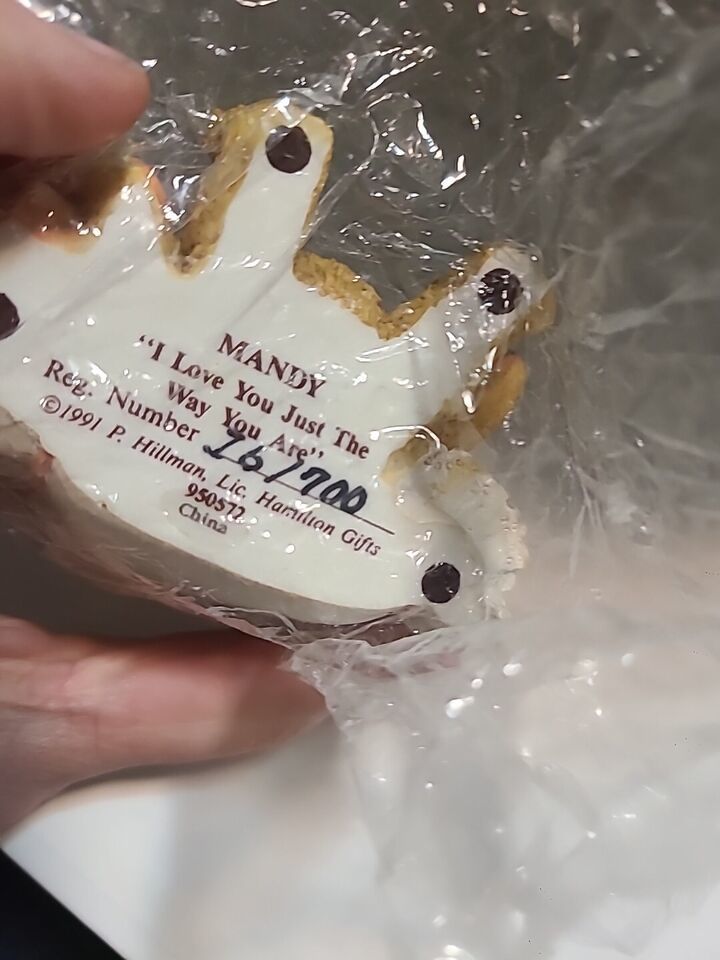 MANDY
“I Love You Just The
Way You Are”
Reg. Number 16/700
©1991 P. Hillman, Lic. Hamilton Gifts
950572
China